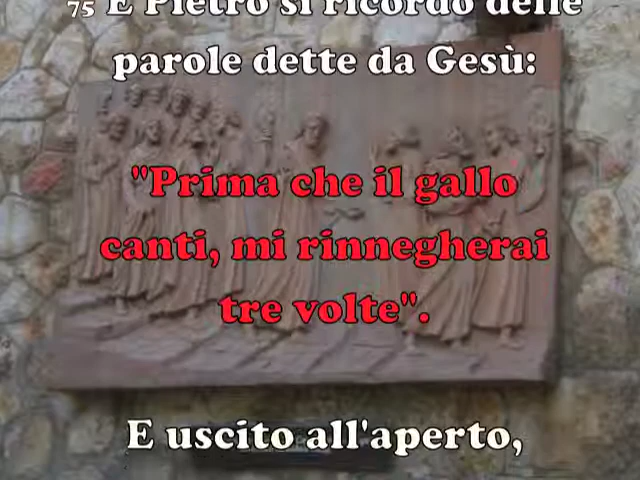 75 E Pietro si ricordò delle
parole dette da Gesù:
"Prima che il gallo
canti, mi rinnegherai
tre volte".
E uscito all'aperto,